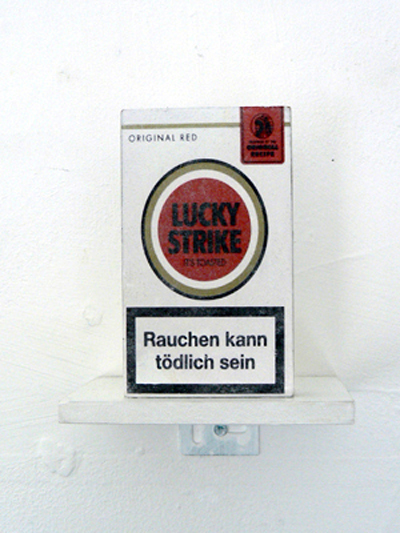 ORIGINAL RED
LUCKY
STRIKE
IT'S TOASTED
Rauchen kann
tödlich sein